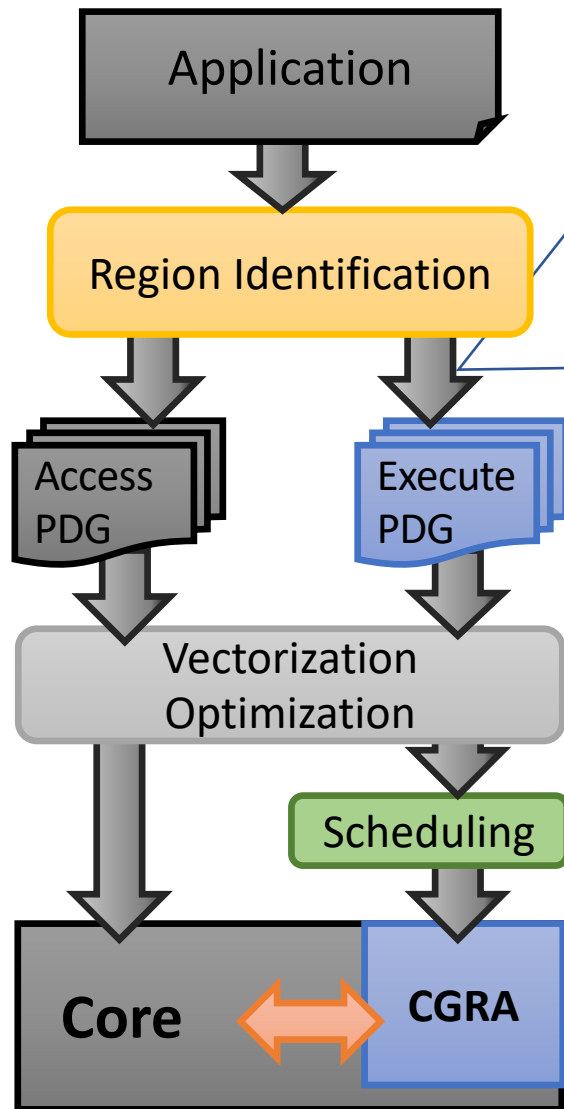 Application
Region Identification
Access
PDG
Execute
PDG
Vectorization
Optimization
Scheduling
Core
CGRA